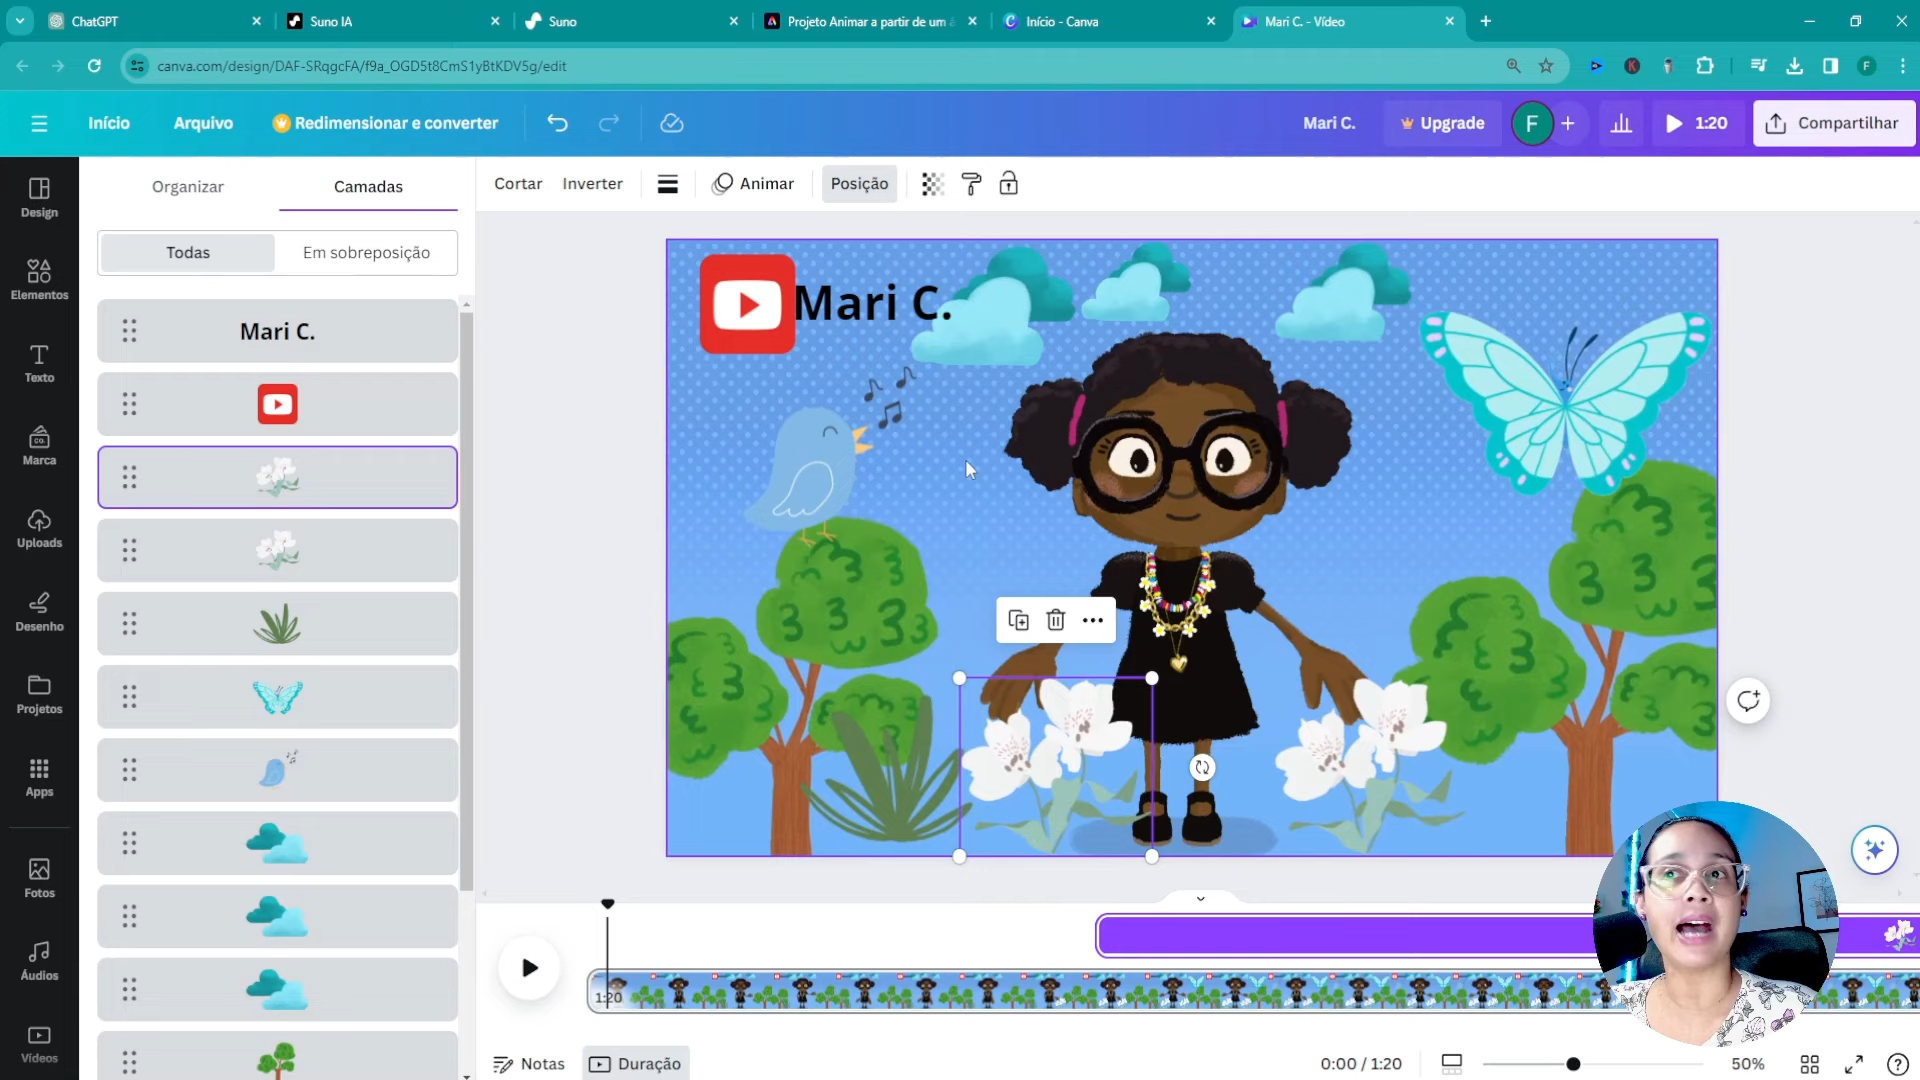 ChatGPT
Suno IA
Suno
Projeto Animar a partir de um
Início - Canva
Mari C. - Vídeo
canva.com/design/DAF-SRqgcFA/f9a_OGD5t8CmS1yBtKDV5g/edit
K
F
Início
Arquivo
Redimensionar e converter
Mari C.
Upgrade
F
1:20
Compartilhar
Design
Elementos
Texto
Marca
CO.
Uploads
Desenho
Projetos
Apps
Fotos
Áudios
Vídeos
Organizar
Camadas
Todas
Em sobreposição
Mari C.
Cortar
Inverter
Animar
Posição
Mari C.
1:20
Notas
Duração
0:00 / 1:20
50%